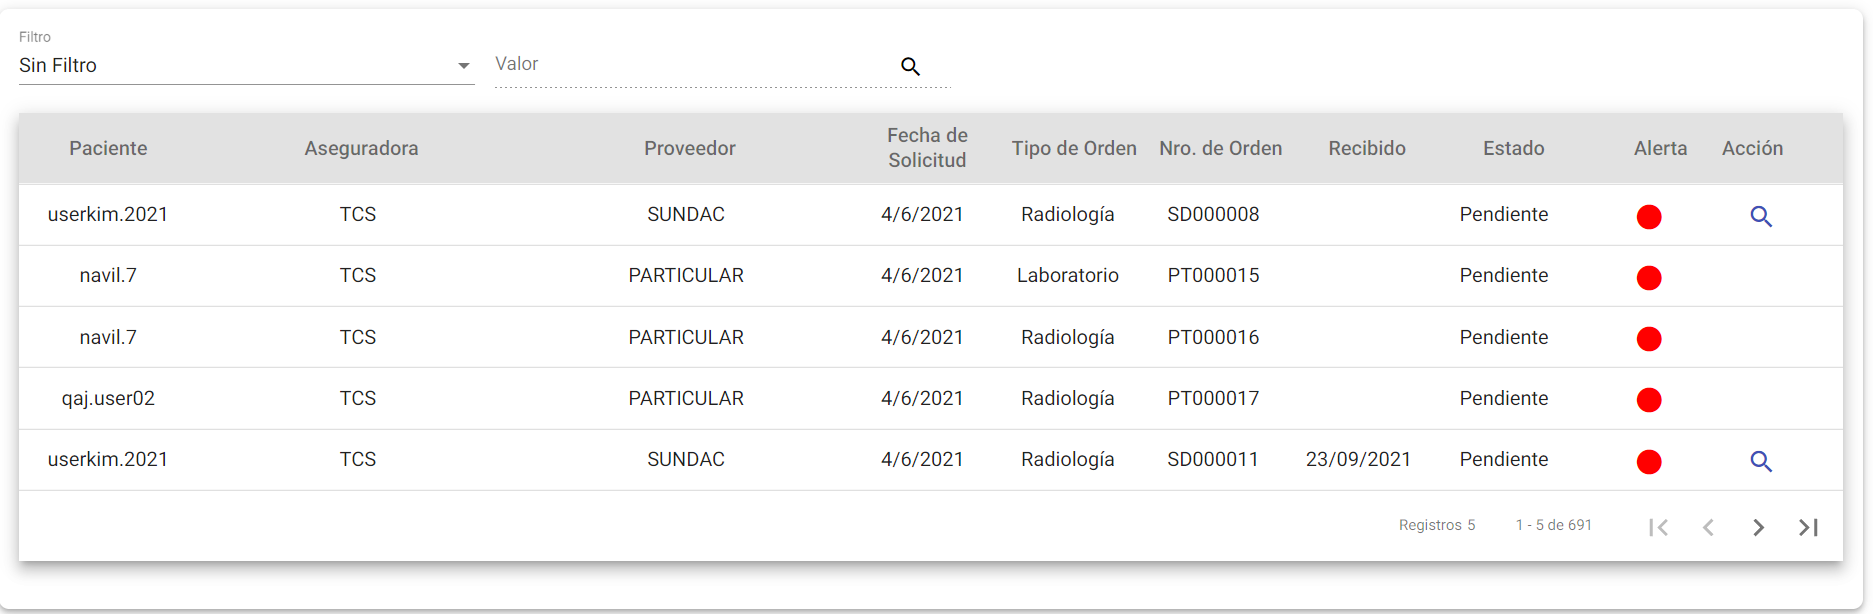 Filtro
Sin Filtro
Valor
Paciente Aseguradora Proveedor Fecha de Solicitud Tipo de Orden Nro. de Orden Recibido Estado Alerta Acción
userkim.2021 TCS SUNDAC 4/6/2021 Radiología SD000008 Pendiente
navil.7 TCS PARTICULAR 4/6/2021 Laboratorio PT000015 Pendiente
navil.7 TCS PARTICULAR 4/6/2021 Radiología PT000016 Pendiente
qaj.user02 TCS PARTICULAR 4/6/2021 Radiología PT000017 Pendiente
userkim.2021 TCS SUNDAC 4/6/2021 Radiología SD000011 23/09/2021 Pendiente
Registros 5 1 - 5 de 691